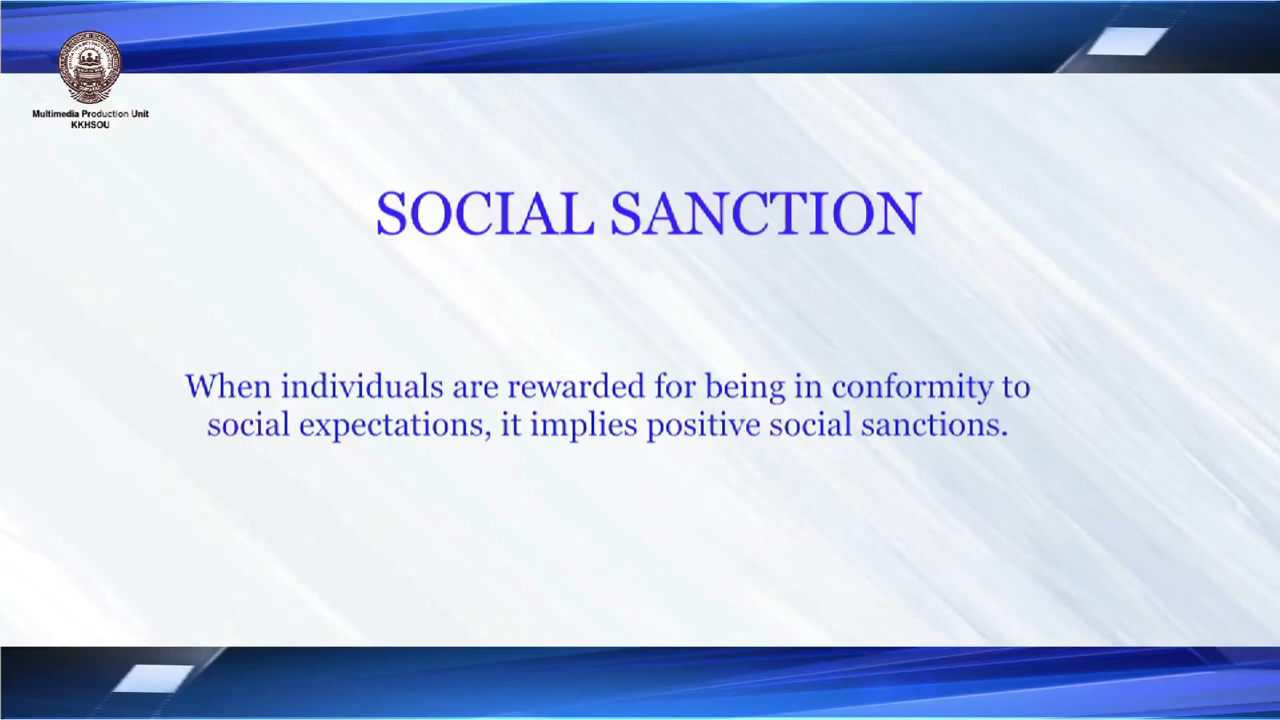 Multimedia Production Unit
KKHSOU
SOCIAL SANCTION
When individuals are rewarded for being in conformity to
social expectations, it implies positive social sanctions.